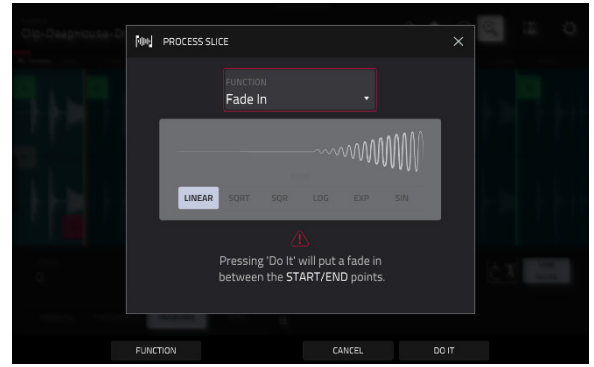 PROCESS SLICE
FUNCTION
Fade In
LINEAR SQRT SQR LOG EXP SIN
Pressing 'Do It' will put a fade in
between the START/END points.
FUNCTION CANCEL DO IT